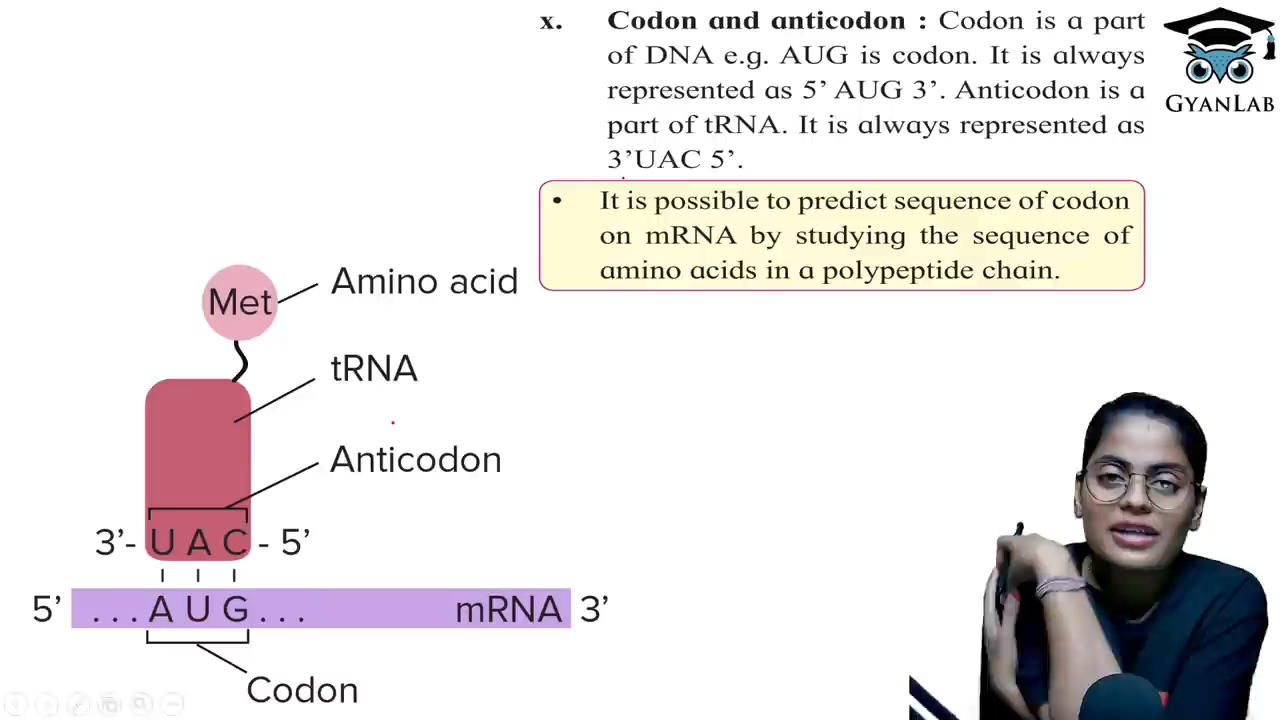 x. Codon and anticodon : Codon is a part
of DNA e.g. AUG is codon. It is always
represented as 5’ AUG 3’. Anticodon is a
part of tRNA. It is always represented as
3’UAC 5’.
• It is possible to predict sequence of codon
on mRNA by studying the sequence of
amino acids in a polypeptide chain.
GYANLAB
Met
Amino acid
tRNA
Anticodon
3’- U A C - 5’
5’ ...A U G... mRNA 3’
Codon